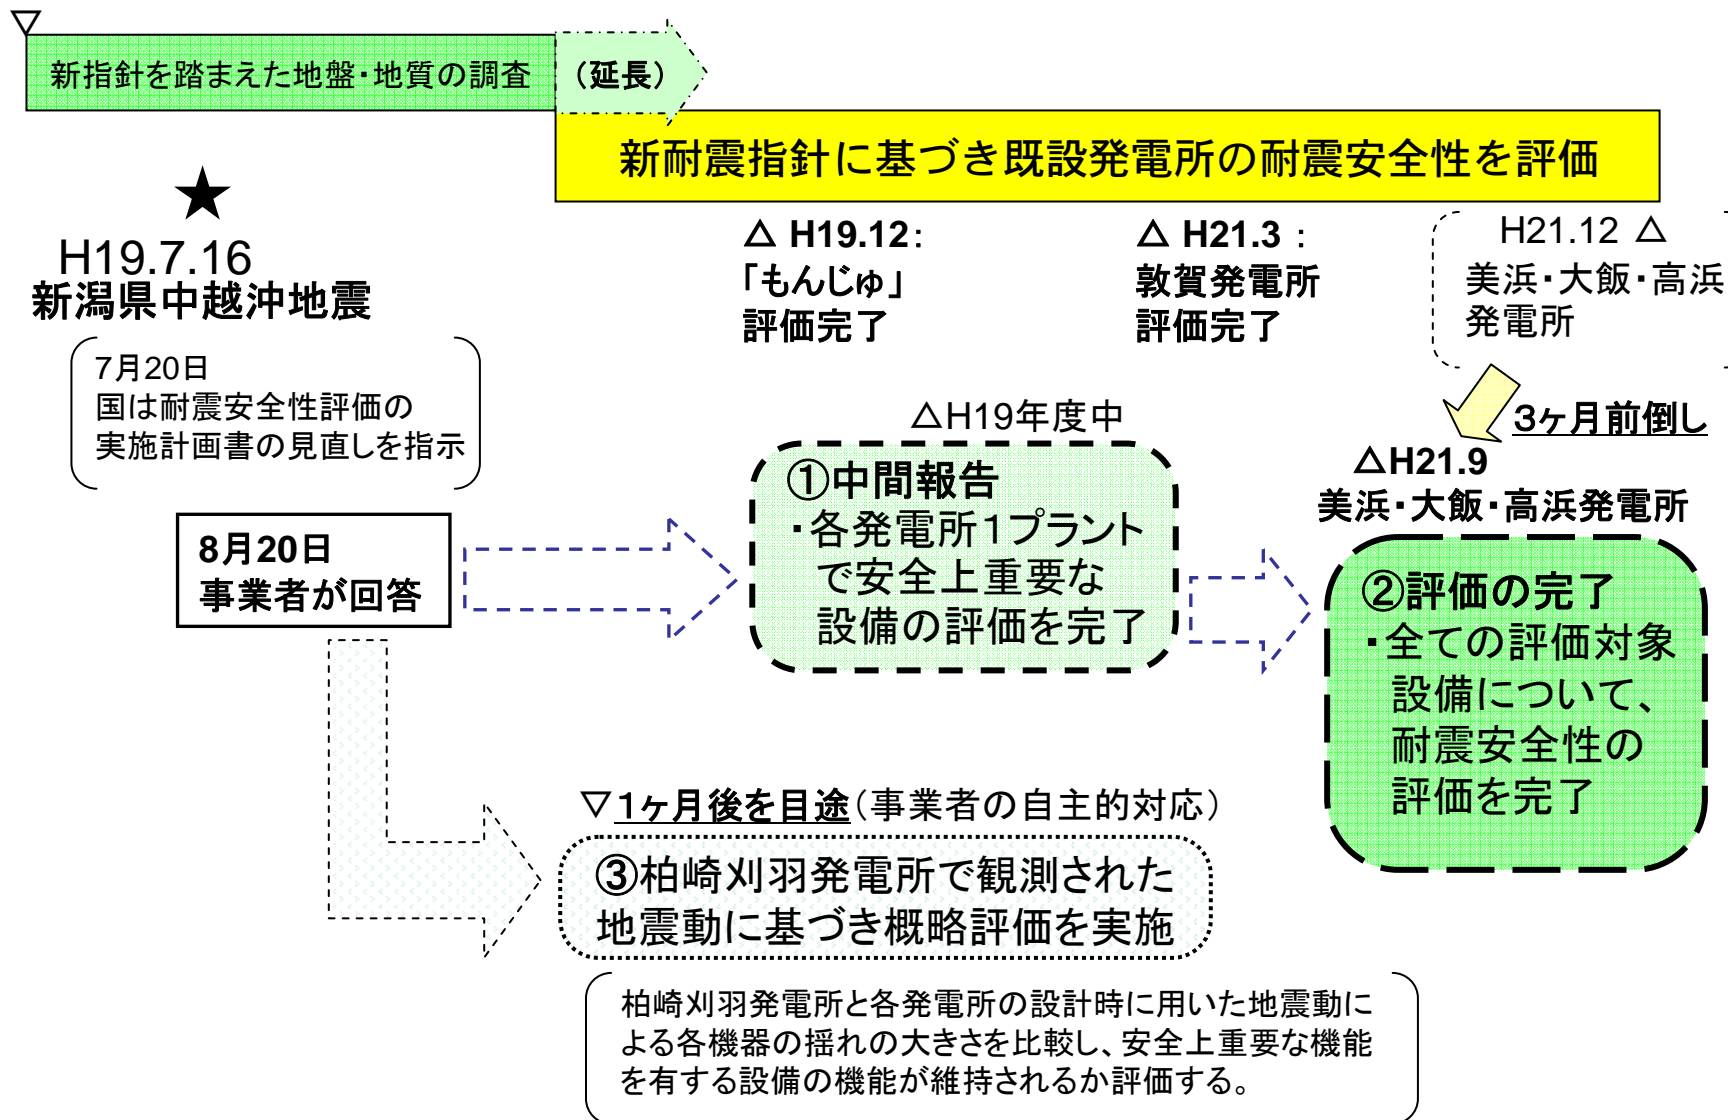 ▽
新指針を踏まえた地盤・地質の調査
(延長)
新耐震指針に基づき既設発電所の耐震安全性を評価
★
H19.7.16
新潟県中越沖地震
7月20日
国は耐震安全性評価の
実施計画書の見直しを指示
8月20日
事業者が回答
△ H19.12：
「もんじゅ」
評価完了
△ H21.3：
敦賀発電所
評価完了
H21.12 △
美浜・大飯・高浜
発電所
3ヶ月前倒し
△H19年度中
①中間報告
・各発電所1プラント
で安全上重要な
設備の評価を完了
△H21.9
美浜・大飯・高浜発電所
②評価の完了
・全ての評価対象
設備について、
耐震安全性の
評価を完了
▽1ヶ月後を目途(事業者の自主的対応)
③柏崎刈羽発電所で観測された
地震動に基づき概略評価を実施
柏崎刈羽発電所と各発電所の設計時に用いた地震動に
よる各機器の揺れの大きさを比較し、安全上重要な機能
を有する設備の機能が維持されるか評価する。